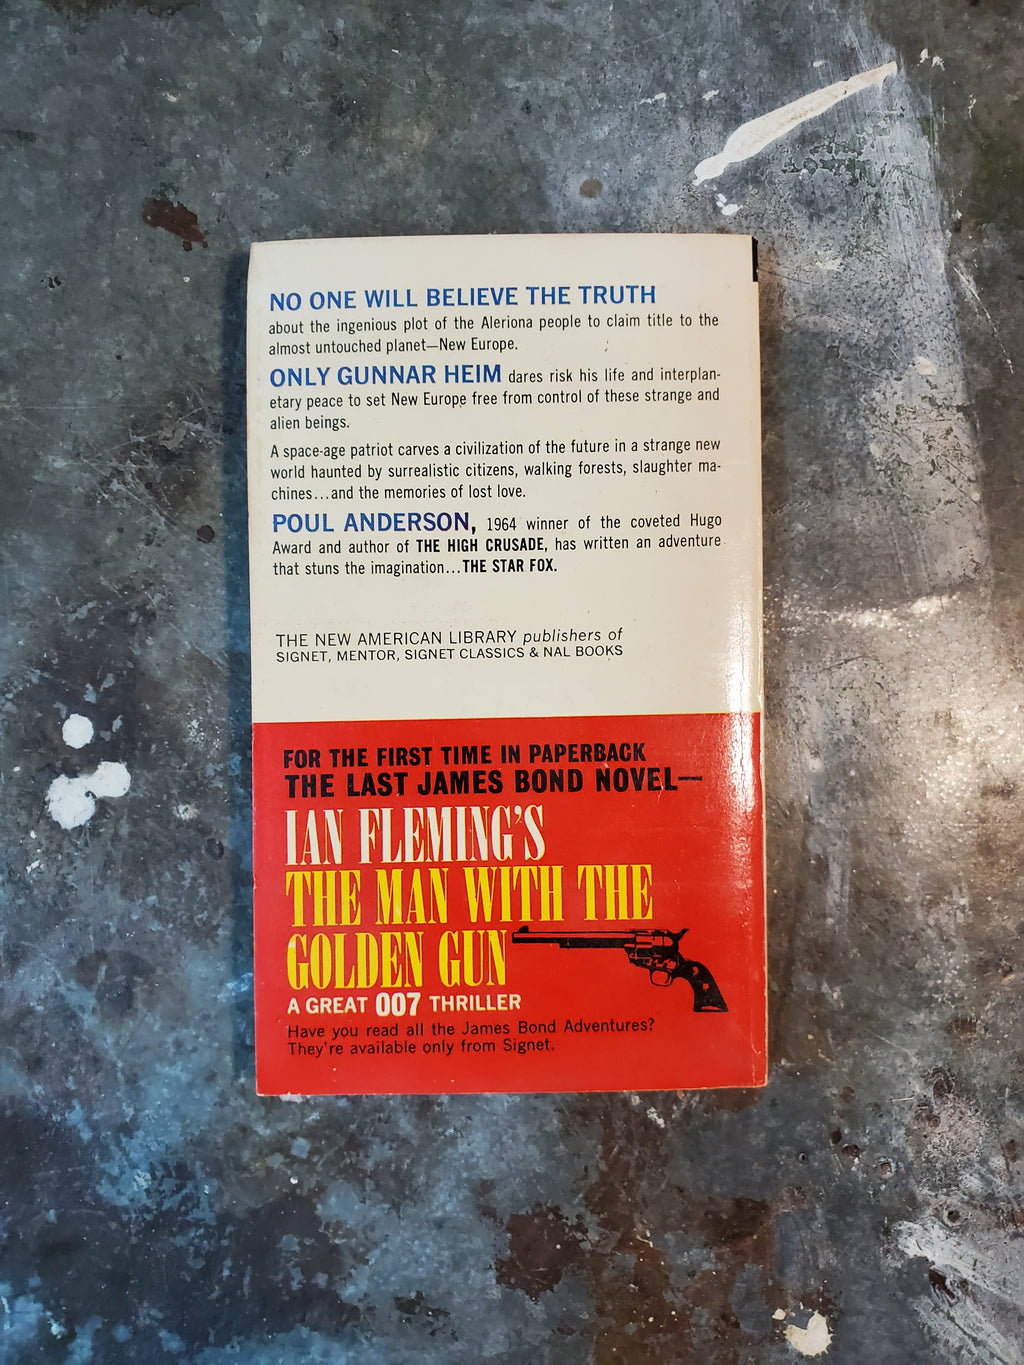 NO ONE WILL BELIEVE THE TRUTH
about the ingenious plot of the Aleriona people to claim title to the
almost untouched planet—New Europe.
ONLY GUNNAR HEIM dares risk his life and interplan-
etary peace to set New Europe free from control of these strange and
alien beings.
A space-age patriot carves a civilization of the future in a strange new
world haunted by surrealistic citizens, walking forests, slaughter ma-
chines...and the memories of lost love.
POUL ANDERSON, 1964 winner of the coveted Hugo
Award and author of THE HIGH CRUSADE, has written an adventure
that stuns the imagination...THE STAR FOX.
THE NEW AMERICAN LIBRARY publishers of
SIGNET, MENTOR, SIGNET CLASSICS & NAL BOOKS
FOR THE FIRST TIME IN PAPERBACK
THE LAST JAMES BOND NOVEL—
IAN FLEMING'S
THE MAN WITH THE
GOLDEN GUN
A GREAT 007 THRILLER
Have you read all the James Bond Adventures?
They're available only from Signet.